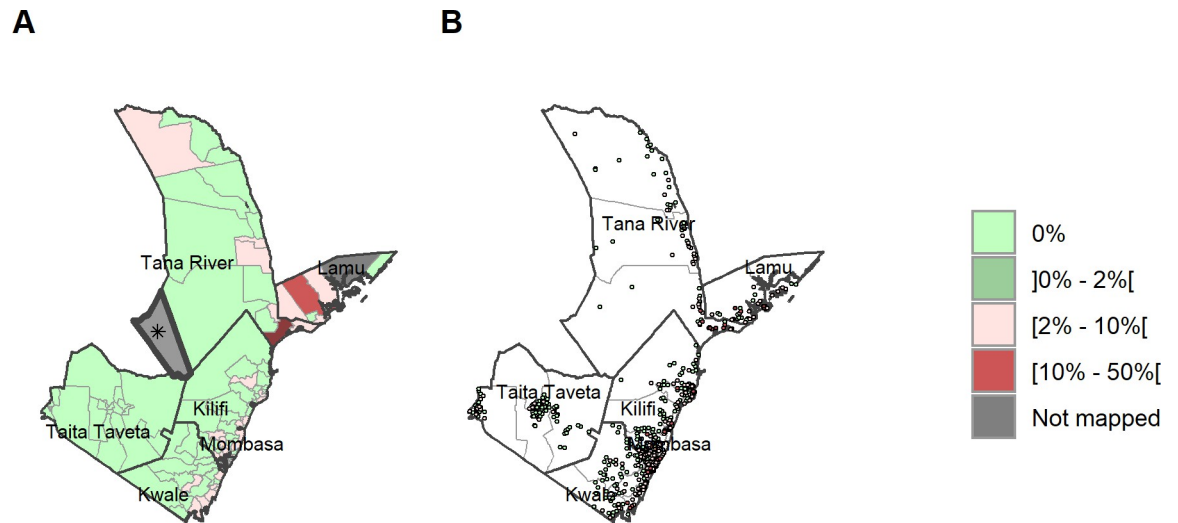 A
B
Tana River
Lamu
Kilifi
Taita Taveta
Mombasa
Kwale
*
Tana River
Lamu
Taita Taveta
Kilifi
Mombasa
Kwale
0%
]0% - 2%[
[2% - 10%[
[10% - 50%[
Not mapped